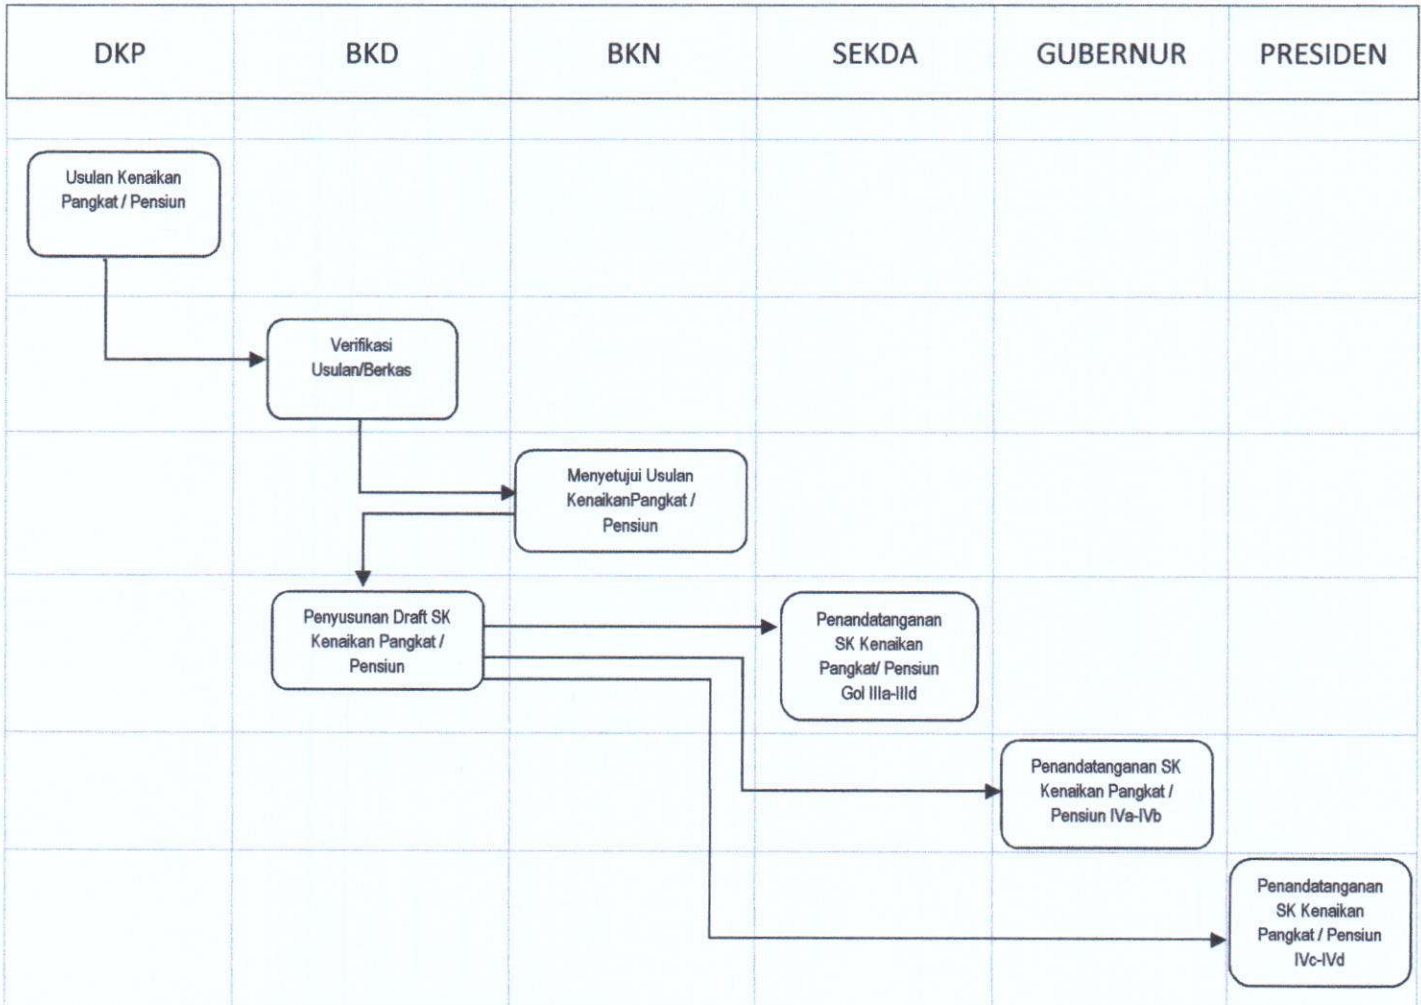 DKP
BKD
BKN
SEKDA
GUBERNUR
PRESIDEN
Usulan Kenaikan
Pangkat / Pensiun
Verifikasi
Usulan/Berkas
Menyetujui Usulan
KenaikanPangkat /
Pensiun
Penyusunan Draft SK
Kenaikan Pangkat /
Pensiun
Penandatanganan
SK Kenaikan
Pangkat/ Pensiun
Gol IIIa-IIId
Penandatanganan SK
Kenaikan Pangkat /
Pensiun IVa-IVb
Penandatanganan
SK Kenaikan
Pangkat / Pensiun
IVc-IVd